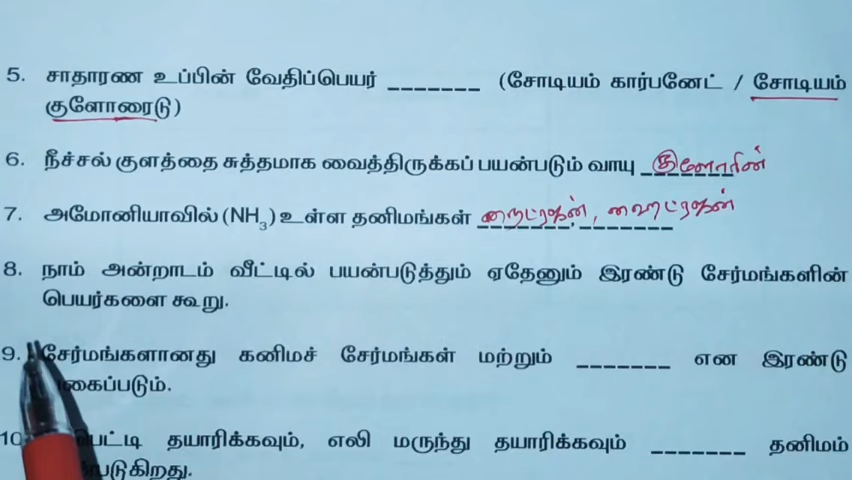 5. சாதாரண உப்பின் வேதிப்பெயர் _______ (சோடியம் கார்பனேட் / சோடியம்
குளோரைடு)
6. நீச்சல் குளத்தை சுத்தமாக வைத்திருக்கப் பயன்படும் வாயு குளோரின்
7. அமோனியாவில் (NH₃) உள்ள தனிமங்கள் நைட்ரஜன், ஹைட்ரஜன்
8. நாம் அன்றாடம் வீட்டில் பயன்படுத்தும் ஏதேனும் இரண்டு சேர்மங்களின்
பெயர்களை கூறு.
9. சேர்மங்களானது கனிமச் சேர்மங்கள் மற்றும் _______ என இரண்டு
10 தயாரிக்கவும், எலி மருந்து தயாரிக்கவும் _______ தனிமம்